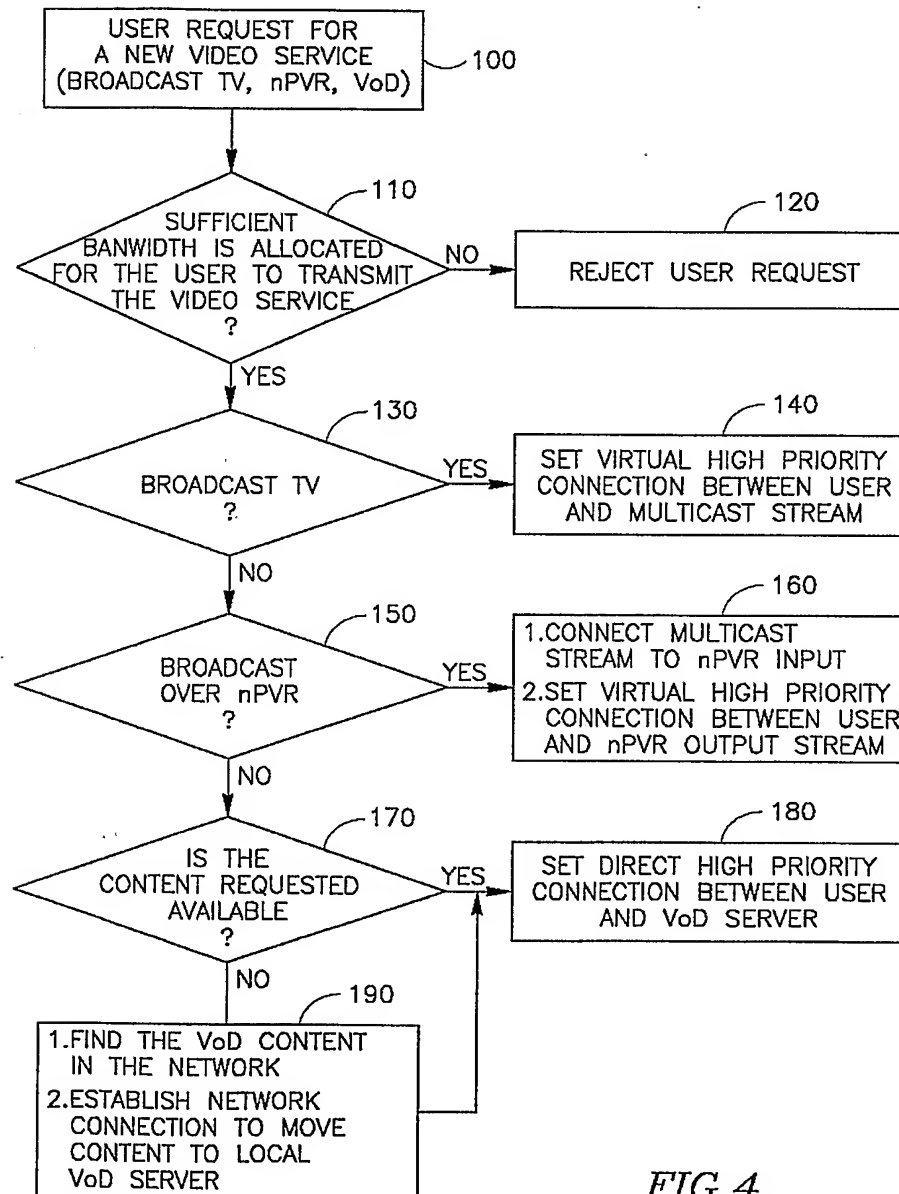 USER REQUEST FOR
A NEW VIDEO SERVICE
(BROADCAST TV, nPVR, VoD)
100
110
SUFFICIENT
BANWIDTH IS ALLOCATED
FOR THE USER TO TRANSMIT
THE VIDEO SERVICE
?
NO
120
REJECT USER REQUEST
YES
130
BROADCAST TV
?
YES
140
SET VIRTUAL HIGH PRIORITY
CONNECTION BETWEEN USER
AND MULTICAST STREAM
NO
150
BROADCAST
OVER nPVR
?
YES
160
1.CONNECT MULTICAST
STREAM TO nPVR INPUT
2.SET VIRTUAL HIGH PRIORITY
CONNECTION BETWEEN USER
AND nPVR OUTPUT STREAM
NO
170
IS THE
CONTENT REQUESTED
AVAILABLE
?
YES
180
SET DIRECT HIGH PRIORITY
CONNECTION BETWEEN USER
AND VoD SERVER
NO
190
1.FIND THE VoD CONTENT
IN THE NETWORK
2.ESTABLISH NETWORK
CONNECTION TO MOVE
CONTENT TO LOCAL
VoD SERVER
FIG.4